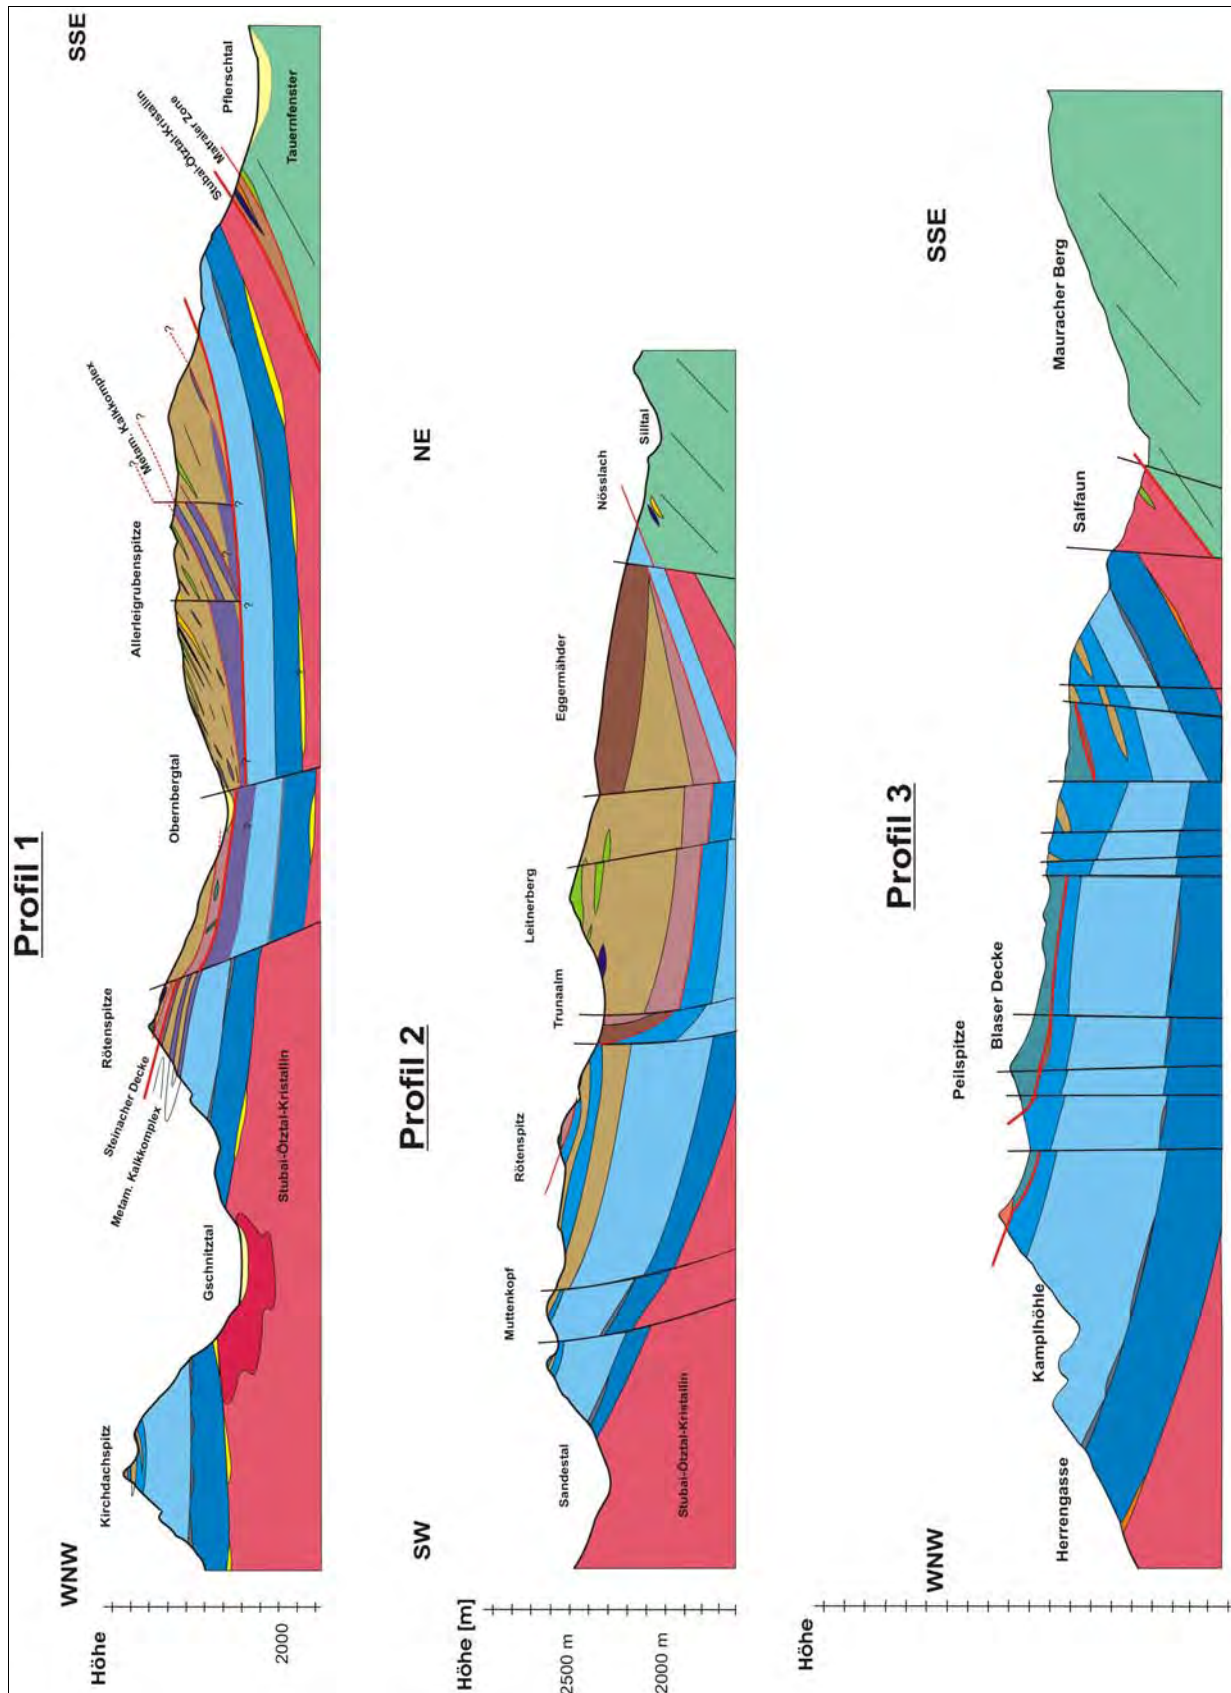 Profil 1
WNW
SSE
Höhe
2000
Kirchdachspitz
Gschnitztal
Metam. Kalkkomplex
Steinacher Decke
Rötenspitze
Obernbergtal
Allerleigrubenspitze
Metam. Kalkkomplex
Stubai-Ötztal-Kristallin
Matraier Zone
Pflerschtal
Stubai-Ötztal-Kristallin
Tauernfenster
?
?
?
?
?
?
?
?
Profil 2
SW
NE
Höhe [m]
2500 m
2000 m
Sandestal
Muttenkopf
Rötenspitz
Trunaalm
Leitnerberg
Eggermähder
Nösslach
Silltal
Stubai-Ötztal-Kristallin
Profil 3
WNW
SSE
Höhe
Herrengasse
Kamplhöhle
Peilspitze
Blaser Decke
Salfaun
Mauracher Berg